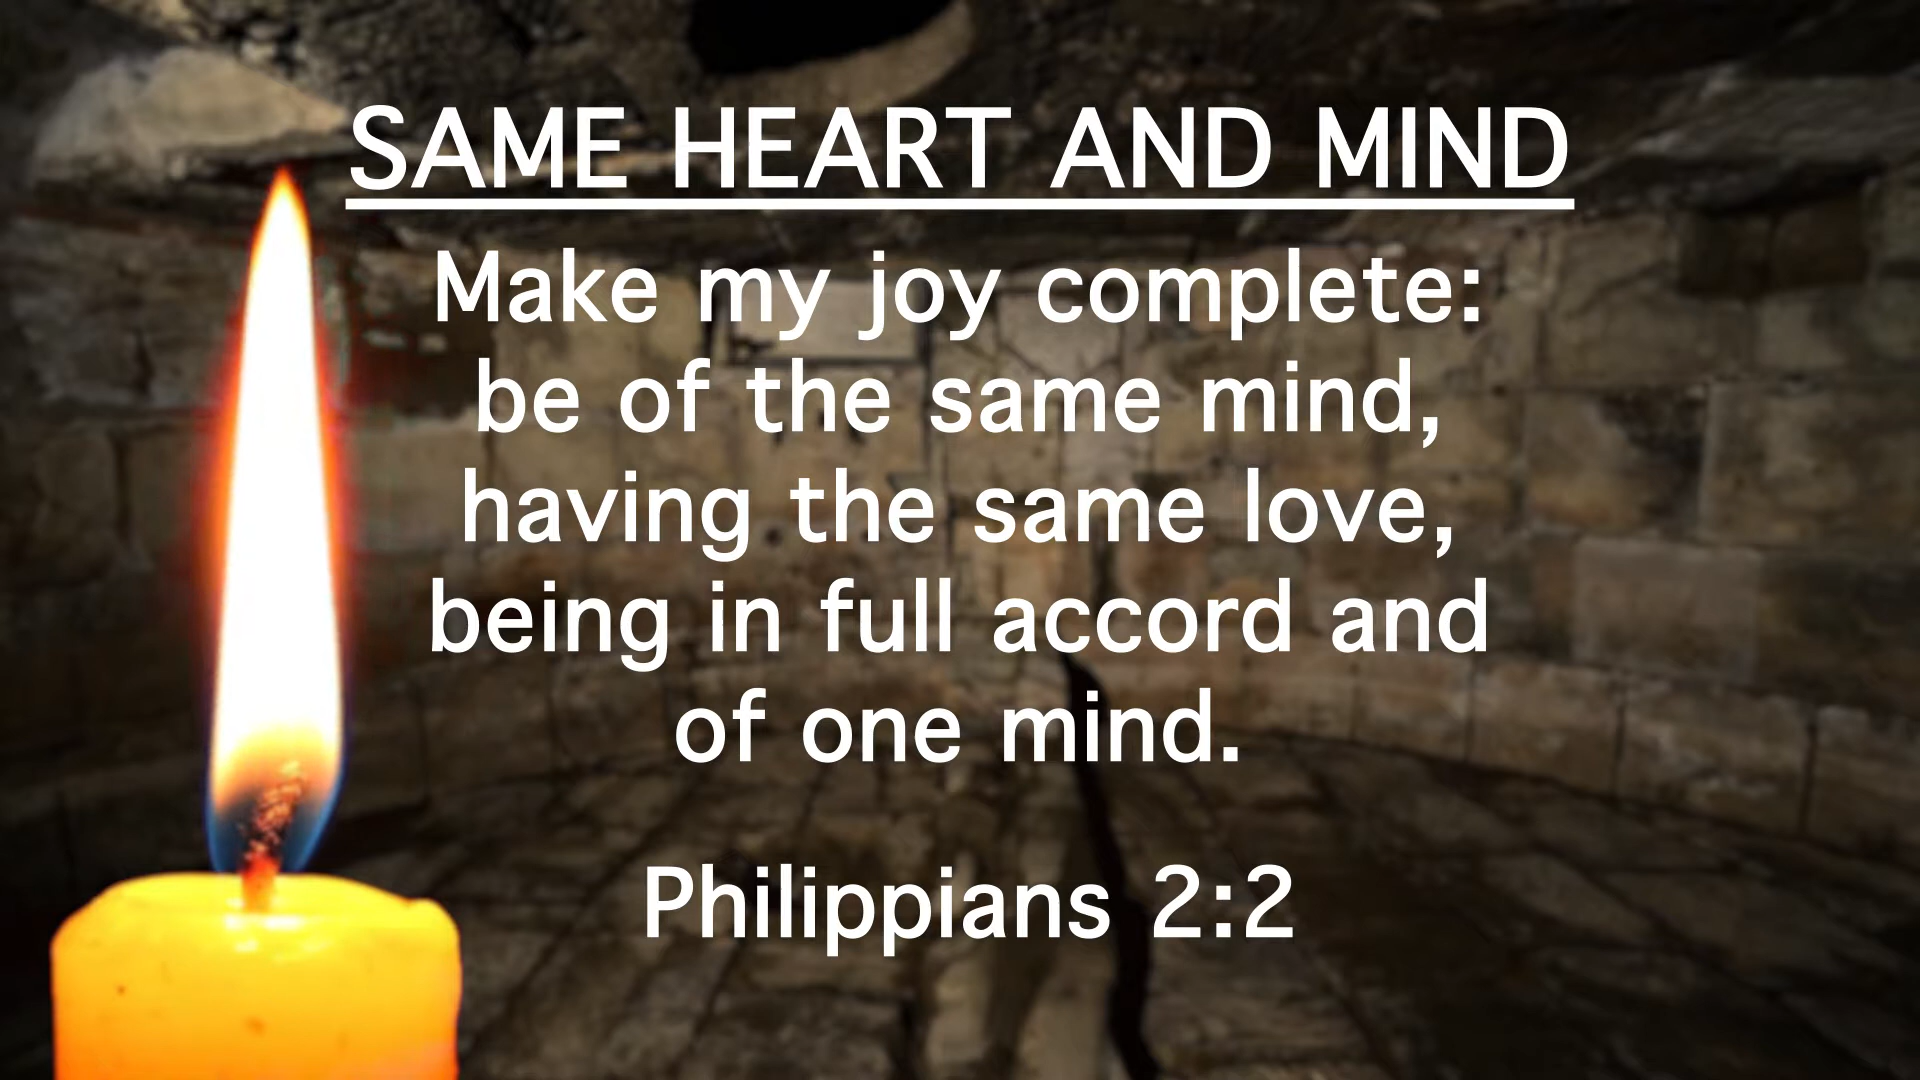 SAME HEART AND MIND
Make my joy complete:
be of the same mind,
having the same love,
being in full accord and
of one mind.
Philippians 2:2